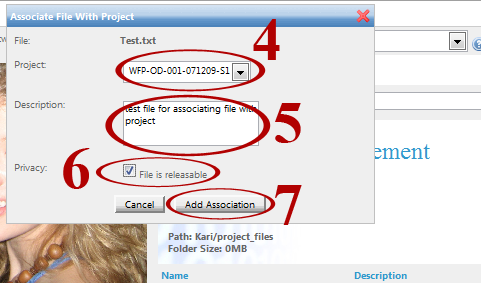 Associate File With Project
File: Test.txt
4
Project: WFP-OD-001-071209-S1
Description: test file for associating file with
project
5
ement
6
Privacy: File is releasable
Cancel Add Association
7
Path: Kari/project_files
Folder Size: 0MB
Name Description